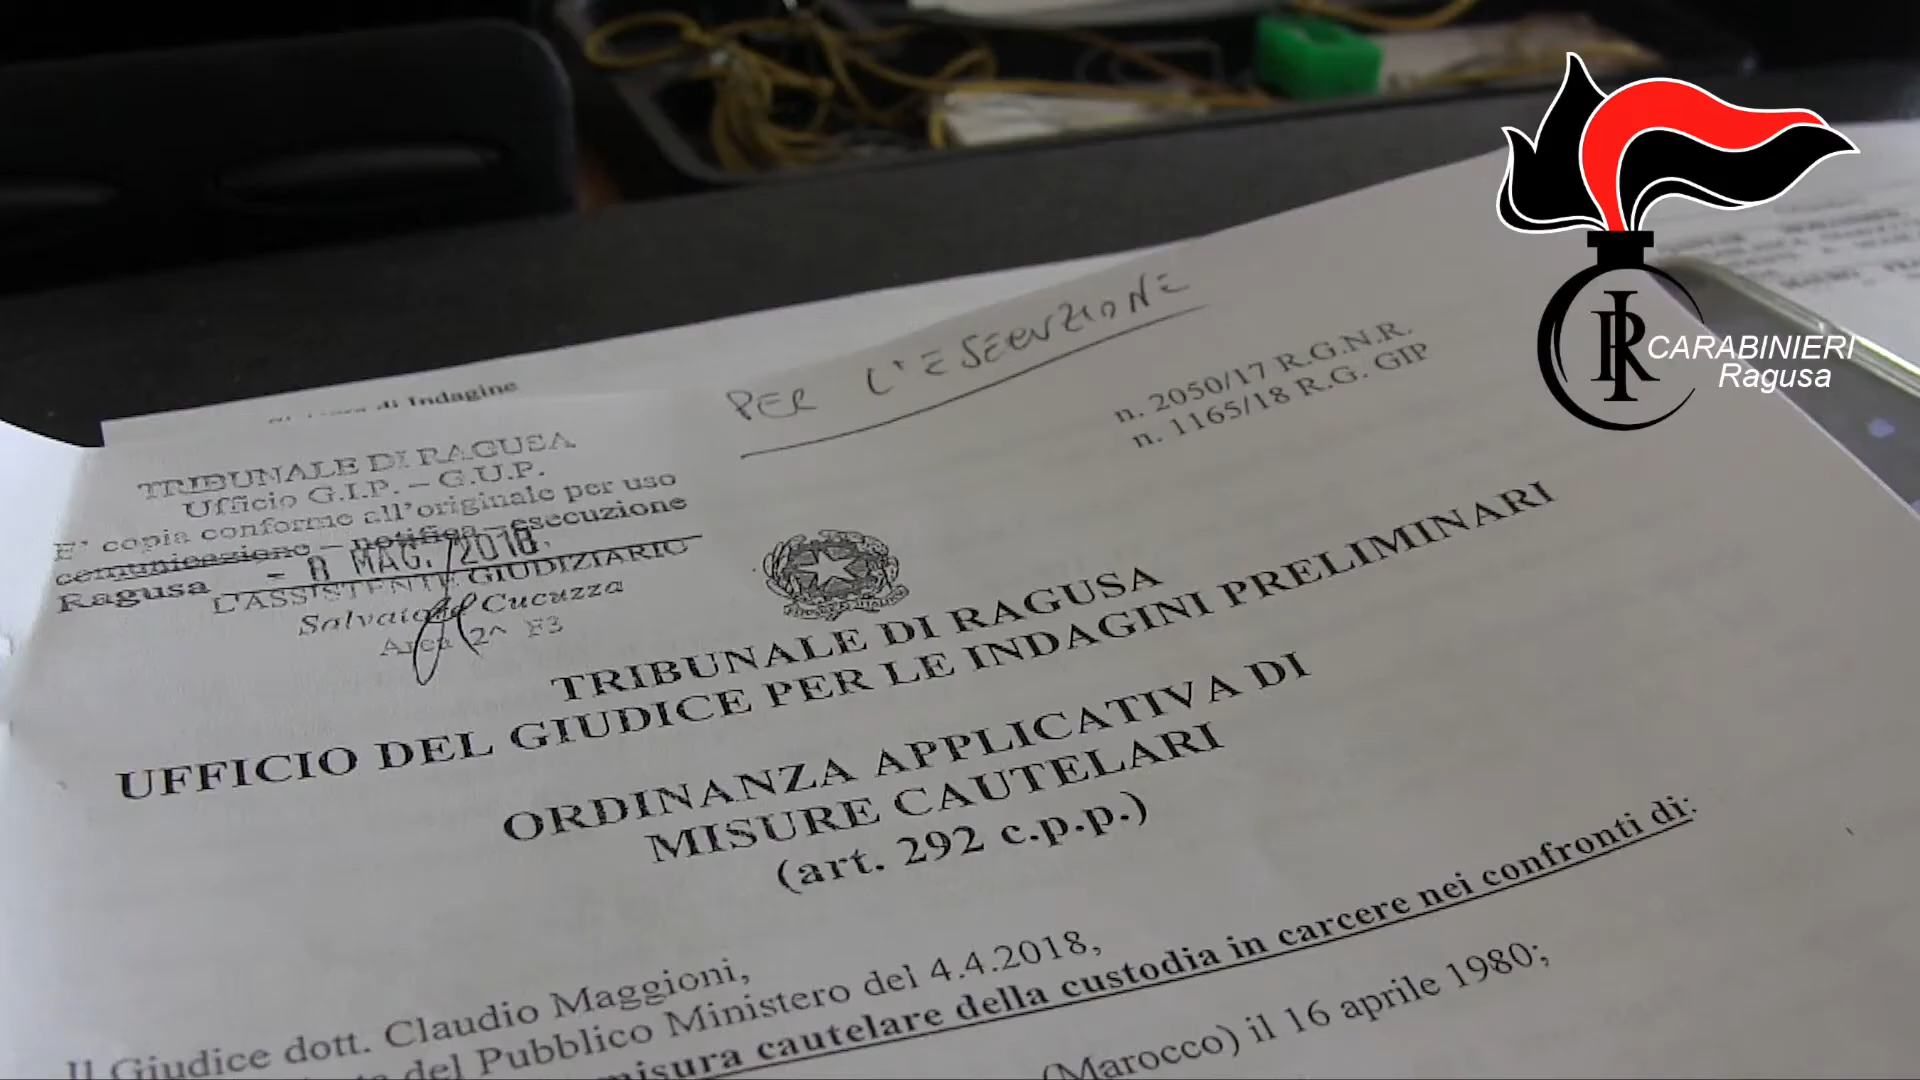 di Indagine
TRIBUNALE DI RAGUSA
Ufficio G.I.P. – G.U.P.
E' copia conforme all'originale per uso
comunicazione – notifica – esecuzione
Ragusa - 8 MAG. 2018
L'ASSISTENTE GIUDIZIARIO
Salvatore Cucuzza
Area 2^ F3
PER L'ESECUZIONE
n. 2050/17 R.G.N.R.
n. 1165/18 R.G. GIP
CARABINIERI
Ragusa
TRIBUNALE DI RAGUSA
UFFICIO DEL GIUDICE PER LE INDAGINI PRELIMINARI
ORDINANZA APPLICATIVA DI
MISURE CAUTELARI
(art. 292 c.p.p.)
Il Giudice dott. Claudio Maggioni,
del Pubblico Ministero del 4.4.2018,
misura cautelare della custodia in carcere nei confronti di:
(Marocco) il 16 aprile 1980;